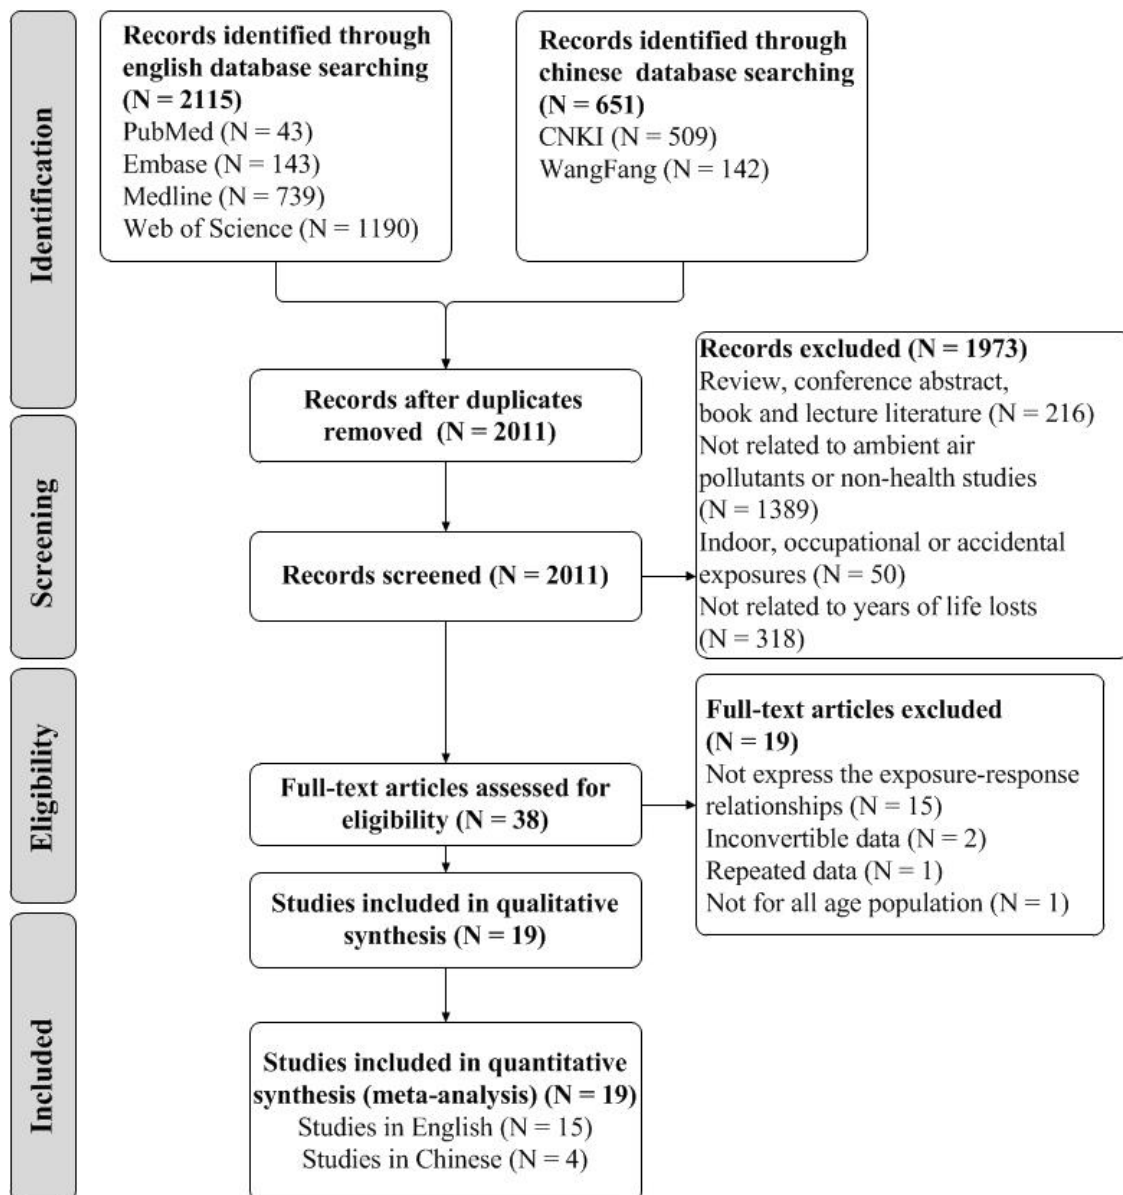 Identification
Records identified through
english database searching
(N = 2115)
PubMed (N = 43)
Embase (N = 143)
Medline (N = 739)
Web of Science (N = 1190)
Records identified through
chinese database searching
(N = 651)
CNKI (N = 509)
WangFang (N = 142)
Records after duplicates
removed (N = 2011)
Screening
Records screened (N = 2011)
Records excluded (N = 1973)
Review, conference abstract,
book and lecture literature (N = 216)
Not related to ambient air
pollutants or non-health studies
(N = 1389)
Indoor, occupational or accidental
exposures (N = 50)
Not related to years of life losts
(N = 318)
Eligibility
Full-text articles assessed for
eligibility (N = 38)
Full-text articles excluded
(N = 19)
Not express the exposure-response
relationships (N = 15)
Inconvertible data (N = 2)
Repeated data (N = 1)
Not for all age population (N = 1)
Studies included in qualitative
synthesis (N = 19)
Included
Studies included in quantitative
synthesis (meta-analysis) (N = 19)
Studies in English (N = 15)
Studies in Chinese (N = 4)